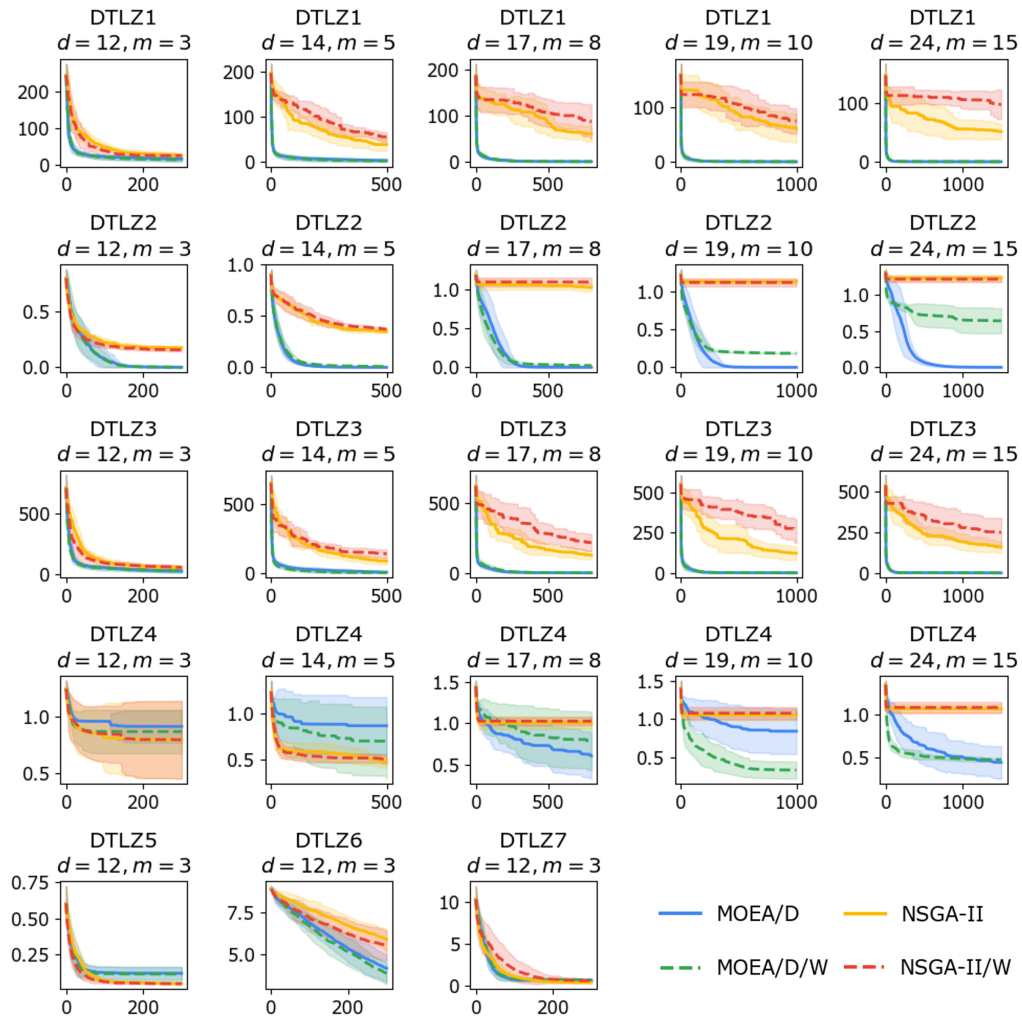 DTLZ1 DTLZ1 DTLZ1 DTLZ1 DTLZ1
d = 12, m = 3 d = 14, m = 5 d = 17, m = 8 d = 19, m = 10 d = 24, m = 15
200 100 0 0 200
200 100 0 0 500
200 100 0 0 500
100 0 0 1000
100 0 0 1000
DTLZ2 DTLZ2 DTLZ2 DTLZ2 DTLZ2
d = 12, m = 3 d = 14, m = 5 d = 17, m = 8 d = 19, m = 10 d = 24, m = 15
0.5 0.0 0 200
1.0 0.5 0.0 0 500
1.0 0.5 0.0 0 500
1.0 0.5 0.0 0 1000
1.0 0.5 0.0 0 1000
DTLZ3 DTLZ3 DTLZ3 DTLZ3 DTLZ3
d = 12, m = 3 d = 14, m = 5 d = 17, m = 8 d = 19, m = 10 d = 24, m = 15
500 0 0 200
500 0 0 500
500 0 0 500
500 250 0 0 1000
500 250 0 0 1000
DTLZ4 DTLZ4 DTLZ4 DTLZ4 DTLZ4
d = 12, m = 3 d = 14, m = 5 d = 17, m = 8 d = 19, m = 10 d = 24, m = 15
1.0 0.5 0 200
1.0 0.5 0 500
1.5 1.0 0.5 0 500
1.5 1.0 0.5 0 1000
1.0 0.5 0 1000
DTLZ5 DTLZ6 DTLZ7
d = 12, m = 3 d = 12, m = 3 d = 12, m = 3
0.75 0.50 0.25 0 200
7.5 5.0 0 200
10 5 0 0 200
MOEA/D NSGA-II
MOEA/D/W NSGA-II/W